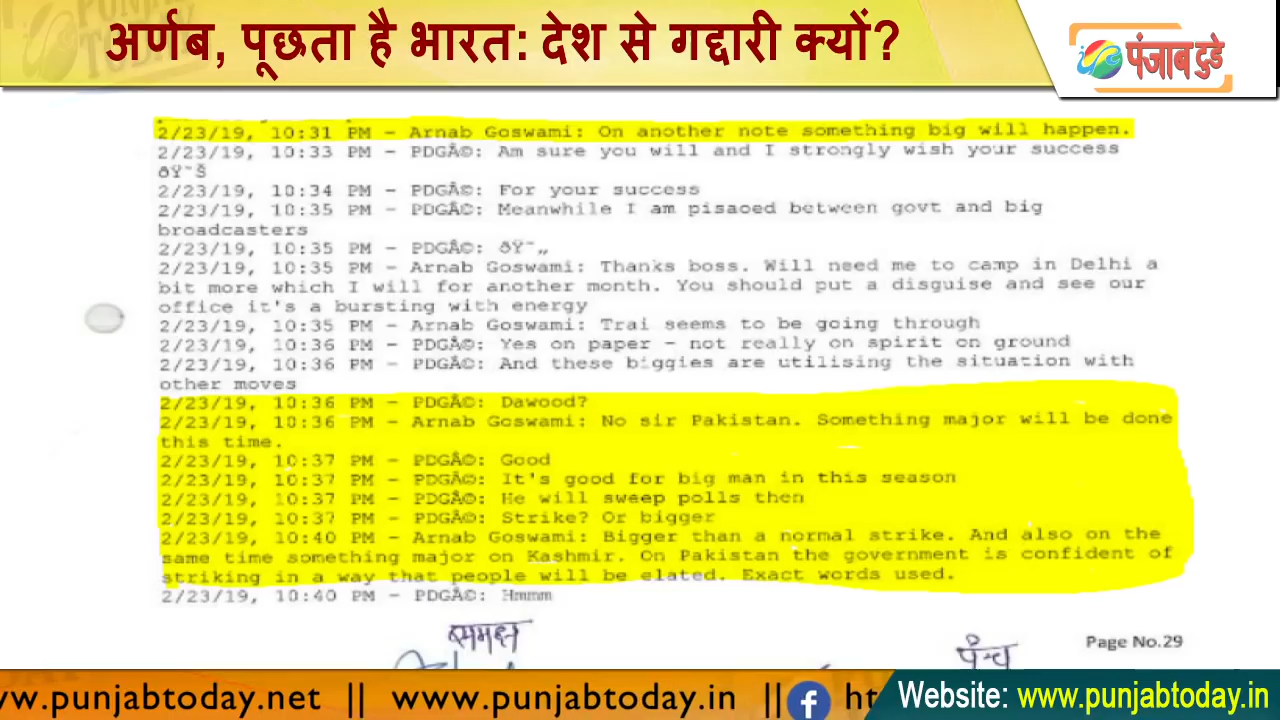 अर्णब, पूछता है भारत: देश से गद्दारी क्यों?
पंजाब टुडे
2/23/19, 10:31 PM - Arnab Goswami: On another note something big will happen.
2/23/19, 10:33 PM - PDGÂ©: Am sure you will and I strongly wish your success
ðŸ˜Š
2/23/19, 10:34 PM - PDGÂ©: For your success
2/23/19, 10:35 PM - PDGÂ©: Meanwhile I am pisaoed between govt and big
broadcasters
2/23/19, 10:35 PM - PDGÂ©: ðŸ˜„
2/23/19, 10:35 PM - Arnab Goswami: Thanks boss. Will need me to camp in Delhi a
bit more which I will for another month. You should put a disguise and see our
office it's a bursting with energy
2/23/19, 10:35 PM - Arnab Goswami: Trai seems to be going through
2/23/19, 10:36 PM - PDGÂ©: Yes on paper - not really on spirit on ground
2/23/19, 10:36 PM - PDGÂ©: And these biggies are utilising the situation with
other moves
2/23/19, 10:36 PM - PDGÂ©: Dawood?
2/23/19, 10:36 PM - Arnab Goswami: No sir Pakistan. Something major will be done
this time.
2/23/19, 10:37 PM - PDGÂ©: Good
2/23/19, 10:37 PM - PDGÂ©: It's good for big man in this season
2/23/19, 10:37 PM - PDGÂ©: He will sweep polls then
2/23/19, 10:37 PM - PDGÂ©: Strike? Or bigger
2/23/19, 10:40 PM - Arnab Goswami: Bigger than a normal strike. And also on the
same time something major on Kashmir. On Pakistan the government is confident of
striking in a way that people will be elated. Exact words used.
2/23/19, 10:40 PM - PDGÂ©: Hmmm
समक्ष
पंच
Page No.29
www.punjabtoday.net || www.punjabtoday.in || f ht
Website: www.punjabtoday.in